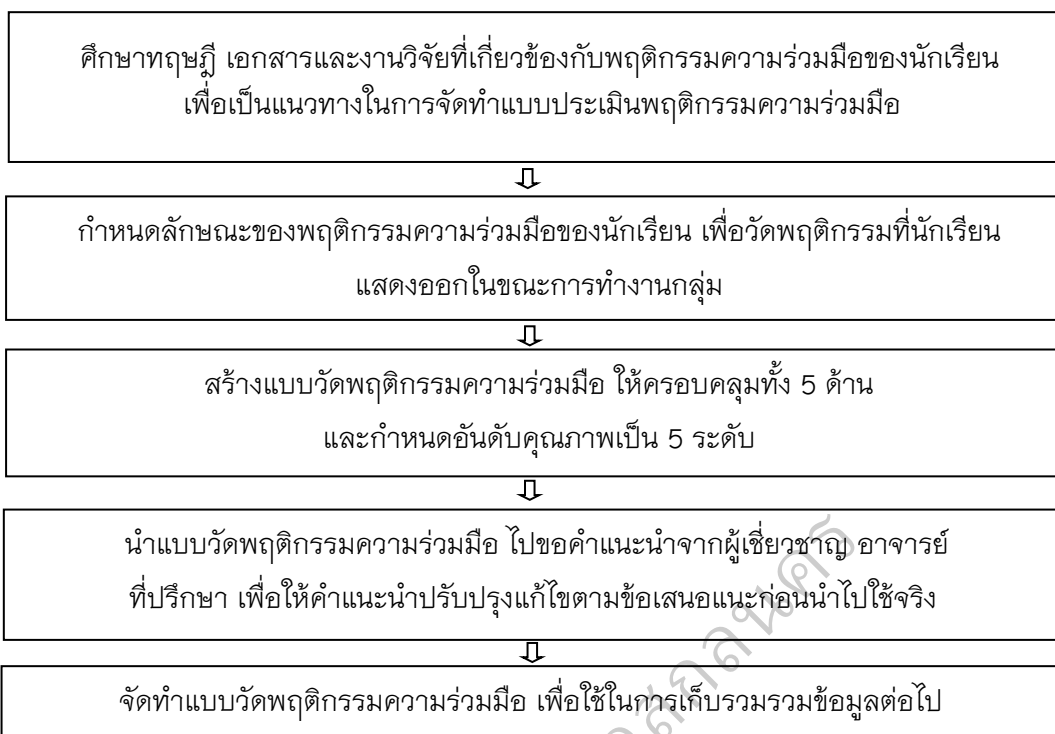 ศึกษาทฤษฎี เอกสารและงานวิจัยที่เกี่ยวข้องกับพฤติกรรมความร่วมมือของนักเรียน
เพื่อเป็นแนวทางในการจัดทำแบบประเมินพฤติกรรมความร่วมมือ
กำหนดลักษณะของพฤติกรรมความร่วมมือของนักเรียน เพื่อวัดพฤติกรรมที่นักเรียน
แสดงออกในขณะการทำงานกลุ่ม
สร้างแบบวัดพฤติกรรมความร่วมมือ ให้ครอบคลุมทั้ง 5 ด้าน
และกำหนดอันดับคุณภาพเป็น 5 ระดับ
นำแบบวัดพฤติกรรมความร่วมมือ ไปขอคำแนะนำจากผู้เชี่ยวชาญ อาจารย์
ที่ปรึกษา เพื่อให้คำแนะนำปรับปรุงแก้ไขตามข้อเสนอแนะก่อนนำไปใช้จริง
จัดทำแบบวัดพฤติกรรมความร่วมมือ เพื่อใช้ในการเก็บรวมรวมข้อมูลต่อไป